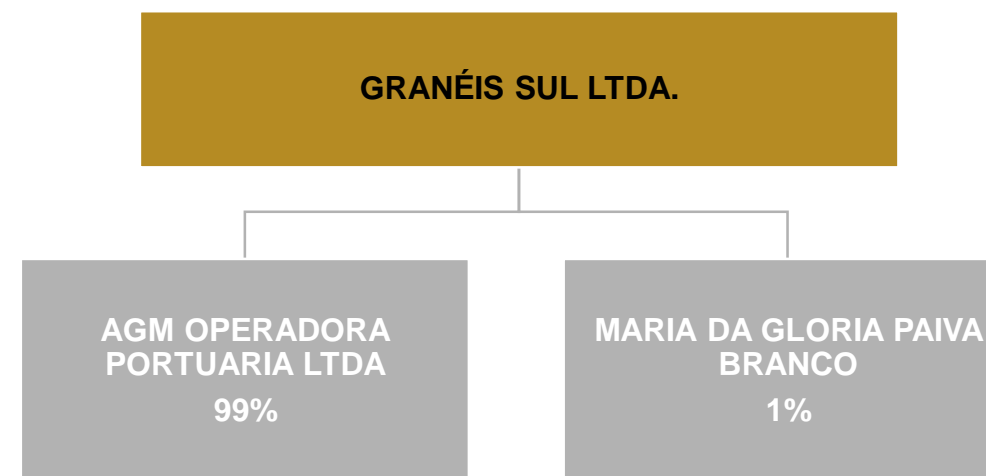 GRANÉIS SUL LTDA.
AGM OPERADORA
PORTUARIA LTDA
99%
MARIA DA GLORIA PAIVA
BRANCO
1%